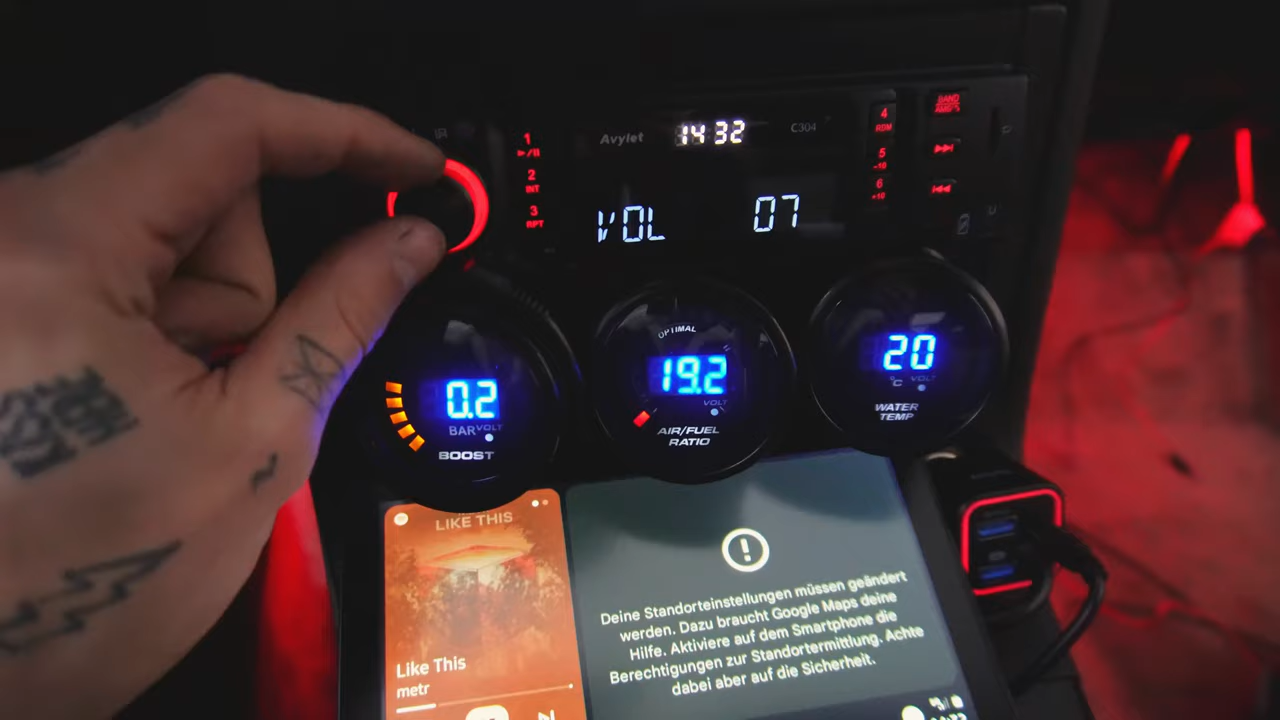 1
▶/II
2
INT
3
RPT
Avylet
14 32
C304
VOL 07
4
RDM
5
-10
6
+10
BAND
AMPS
0.2
BAR VOLT
BOOST
OPTIMAL
19.2
VOLT
AIR/FUEL
RATIO
20
°C VOLT
WATER
TEMP
LIKE THIS
Like This
metr
Deine Standorteinstellungen müssen geändert
werden. Dazu braucht Google Maps deine
Hilfe. Aktiviere auf dem Smartphone die
Berechtigungen zur Standortermittlung. Achte
dabei aber auf die Sicherheit.